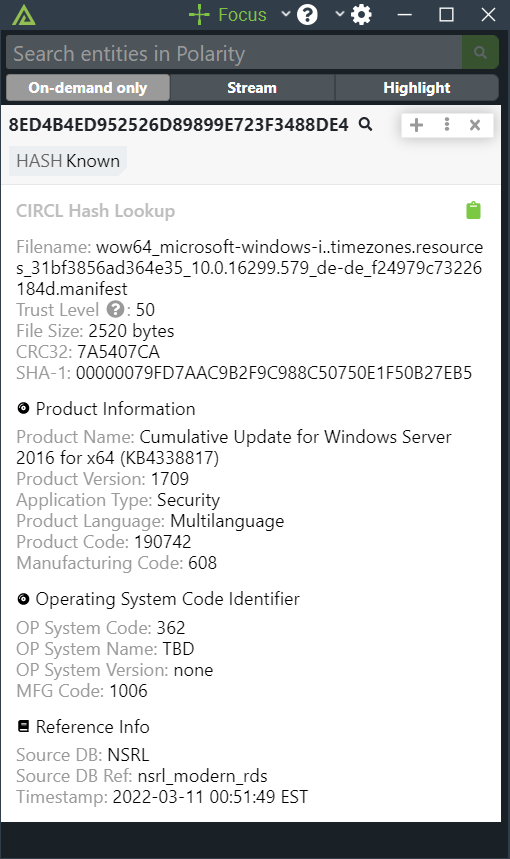 Focus
Search entities in Polarity
On-demand only Stream Highlight
8ED4B4ED952526D89899E723F3488DE4
HASH Known
CIRCL Hash Lookup
Filename: wow64_microsoft-windows-i..timezones.resource
s_31bf3856ad364e35_10.0.16299.579_de-de_f24979c73226
184d.manifest
Trust Level ? : 50
File Size: 2520 bytes
CRC32: 7A5407CA
SHA-1: 00000079FD7AAC9B2F9C988C50750E1F50B27EB5
Product Information
Product Name: Cumulative Update for Windows Server
2016 for x64 (KB4338817)
Product Version: 1709
Application Type: Security
Product Language: Multilanguage
Product Code: 190742
Manufacturing Code: 608
Operating System Code Identifier
OP System Code: 362
OP System Name: TBD
OP System Version: none
MFG Code: 1006
Reference Info
Source DB: NSRL
Source DB Ref: nsrl_modern_rds
Timestamp: 2022-03-11 00:51:49 EST